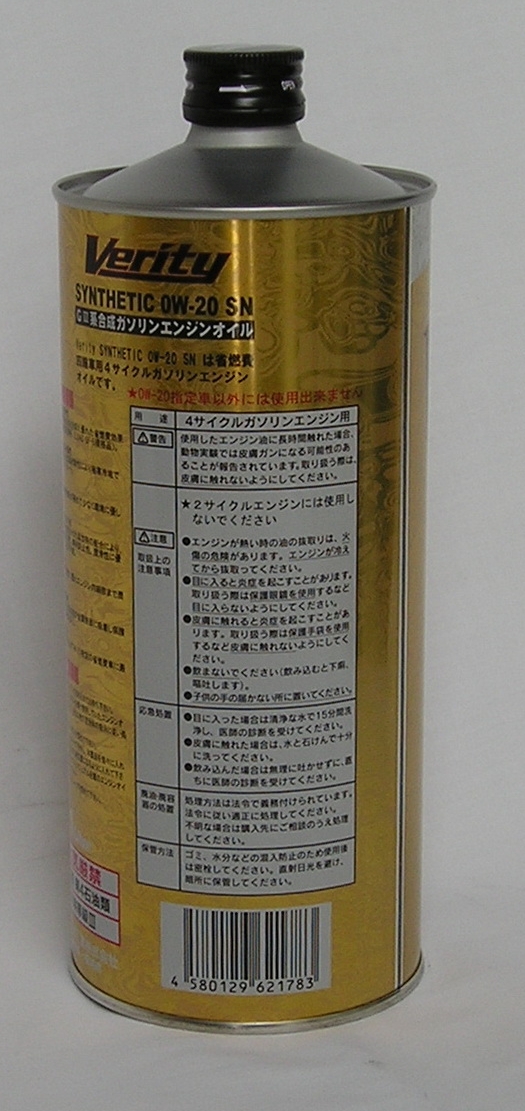 OPEN
Verity
SYNTHETIC 0W-20 SN
GⅢ系合成ガソリンエンジンオイル
Verity SYNTHETIC 0W-20 SN は省燃費
車用4サイクルガソリンエンジン
オイルです。
★0W-20指定車以外には使用出来ません
用 途 4サイクルガソリンエンジン用
警告 使用したエンジン油に長時間触れた場合、
動物実験では皮膚ガンになる可能性のあ
ることが報告されています。取り扱う際は、
皮膚に触れないようにしてください。
★2サイクルエンジンには使用し
ないでください
注意
取扱上の
注意事項
●エンジンが熱い時の油の抜取りは、火
傷の危険があります。エンジンが冷え
てから抜取ってください。
●目に入ると炎症を起こすことがあります。
取り扱う際は保護眼鏡を使用するなど
目に入らないようにしてください。
●皮膚に触れると炎症を起こすことがあ
ります。取り扱う際は保護手袋を使用
するなど皮膚に触れないようにしてく
ださい。
●飲まないでください(飲み込むと下痢、
嘔吐します)。
●子供の手の届かない所に置いてください。
応急処置 ●目に入った場合は清浄な水で15分間洗
浄し、医師の診断を受けてください。
●皮膚に触れた場合は、水と石けんで十分
に洗ってください。
●飲み込んだ場合は無理に吐かせずに、直
ちに医師の診断を受けてください。
廃油・廃容
器の処置
処理方法は法令で義務付けられています。
法令に従い適正に処理してください。
不明な場合は購入先にご相談のうえ処理
してください。
保管方法 ゴミ、水分などの混入防止のため使用後
は密栓してください。直射日光を避け、
暗所に保管してください。
厳禁
石油類
Ⅲ
4 580129 621783